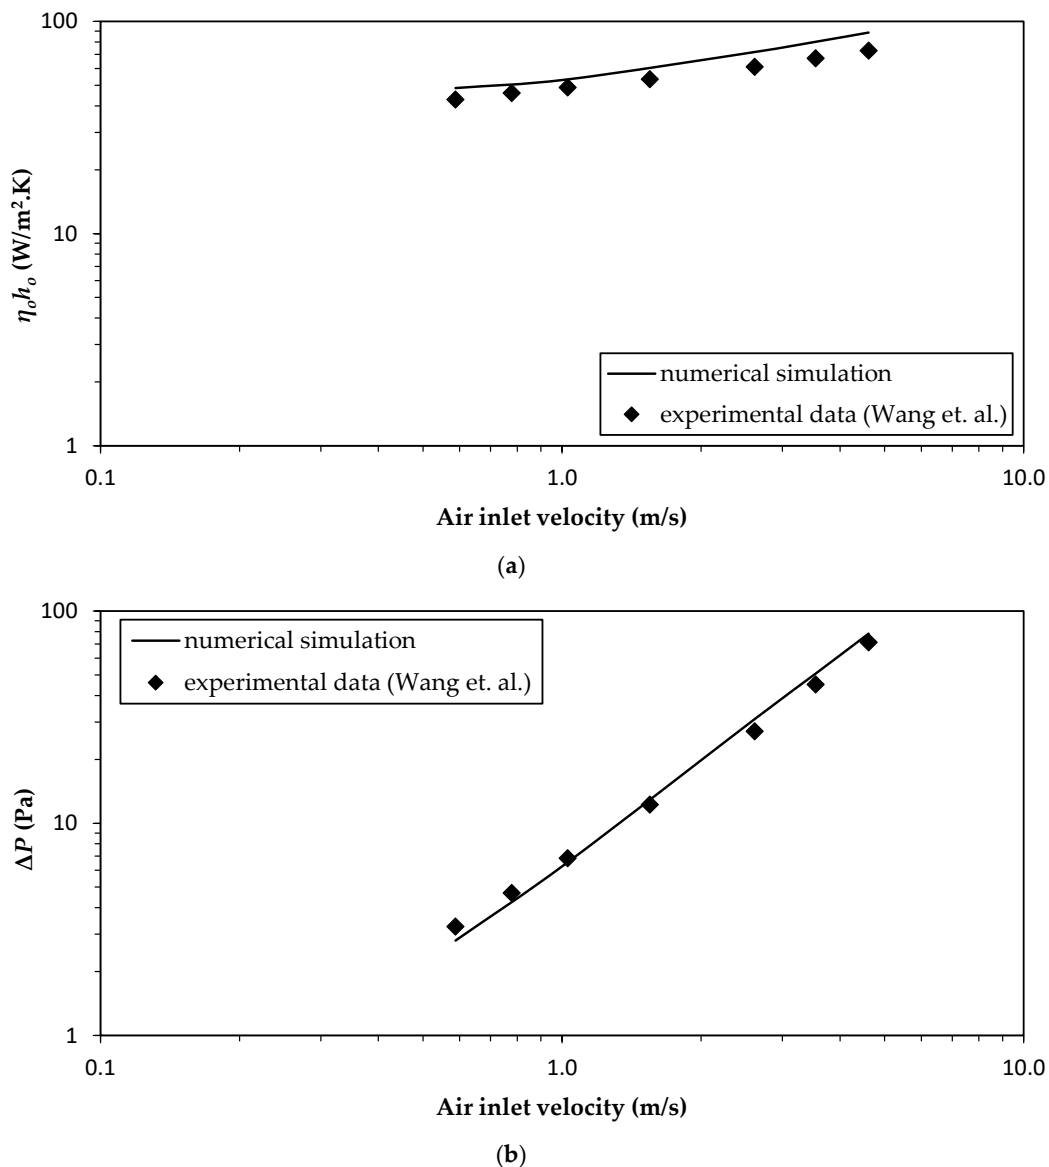 100
10
1
η₀h₀ (W/m².K)
numerical simulation
experimental data (Wang et. al.)
0.1
1.0
10.0
Air inlet velocity (m/s)
(a)
100
10
1
ΔP (Pa)
numerical simulation
experimental data (Wang et. al.)
0.1
1.0
10.0
Air inlet velocity (m/s)
(b)